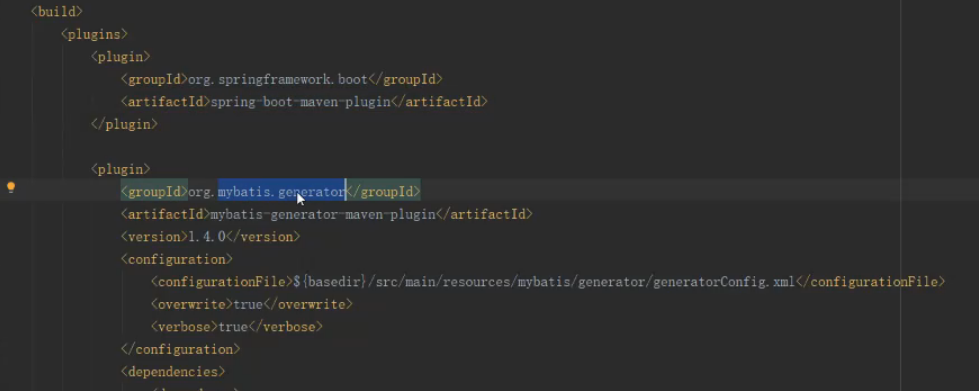 <build>
<plugins>
<plugin>
<groupId>org.springframework.boot</groupId>
<artifactId>spring-boot-maven-plugin</artifactId>
</plugin>
<plugin>
<groupId>org.mybatis.generator</groupId>
<artifactId>mybatis-generator-maven-plugin</artifactId>
<version>1.4.0</version>
<configuration>
<configurationFile>${basedir}/src/main/resources/mybatis/generator/generatorConfig.xml</configurationFile>
<overwrite>true</overwrite>
<verbose>true</verbose>
</configuration>
<dependencies>